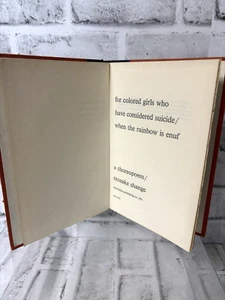 for colored girls who
have considered suicide/
when the rainbow is enuf
a choreopoem/
ntozake shange